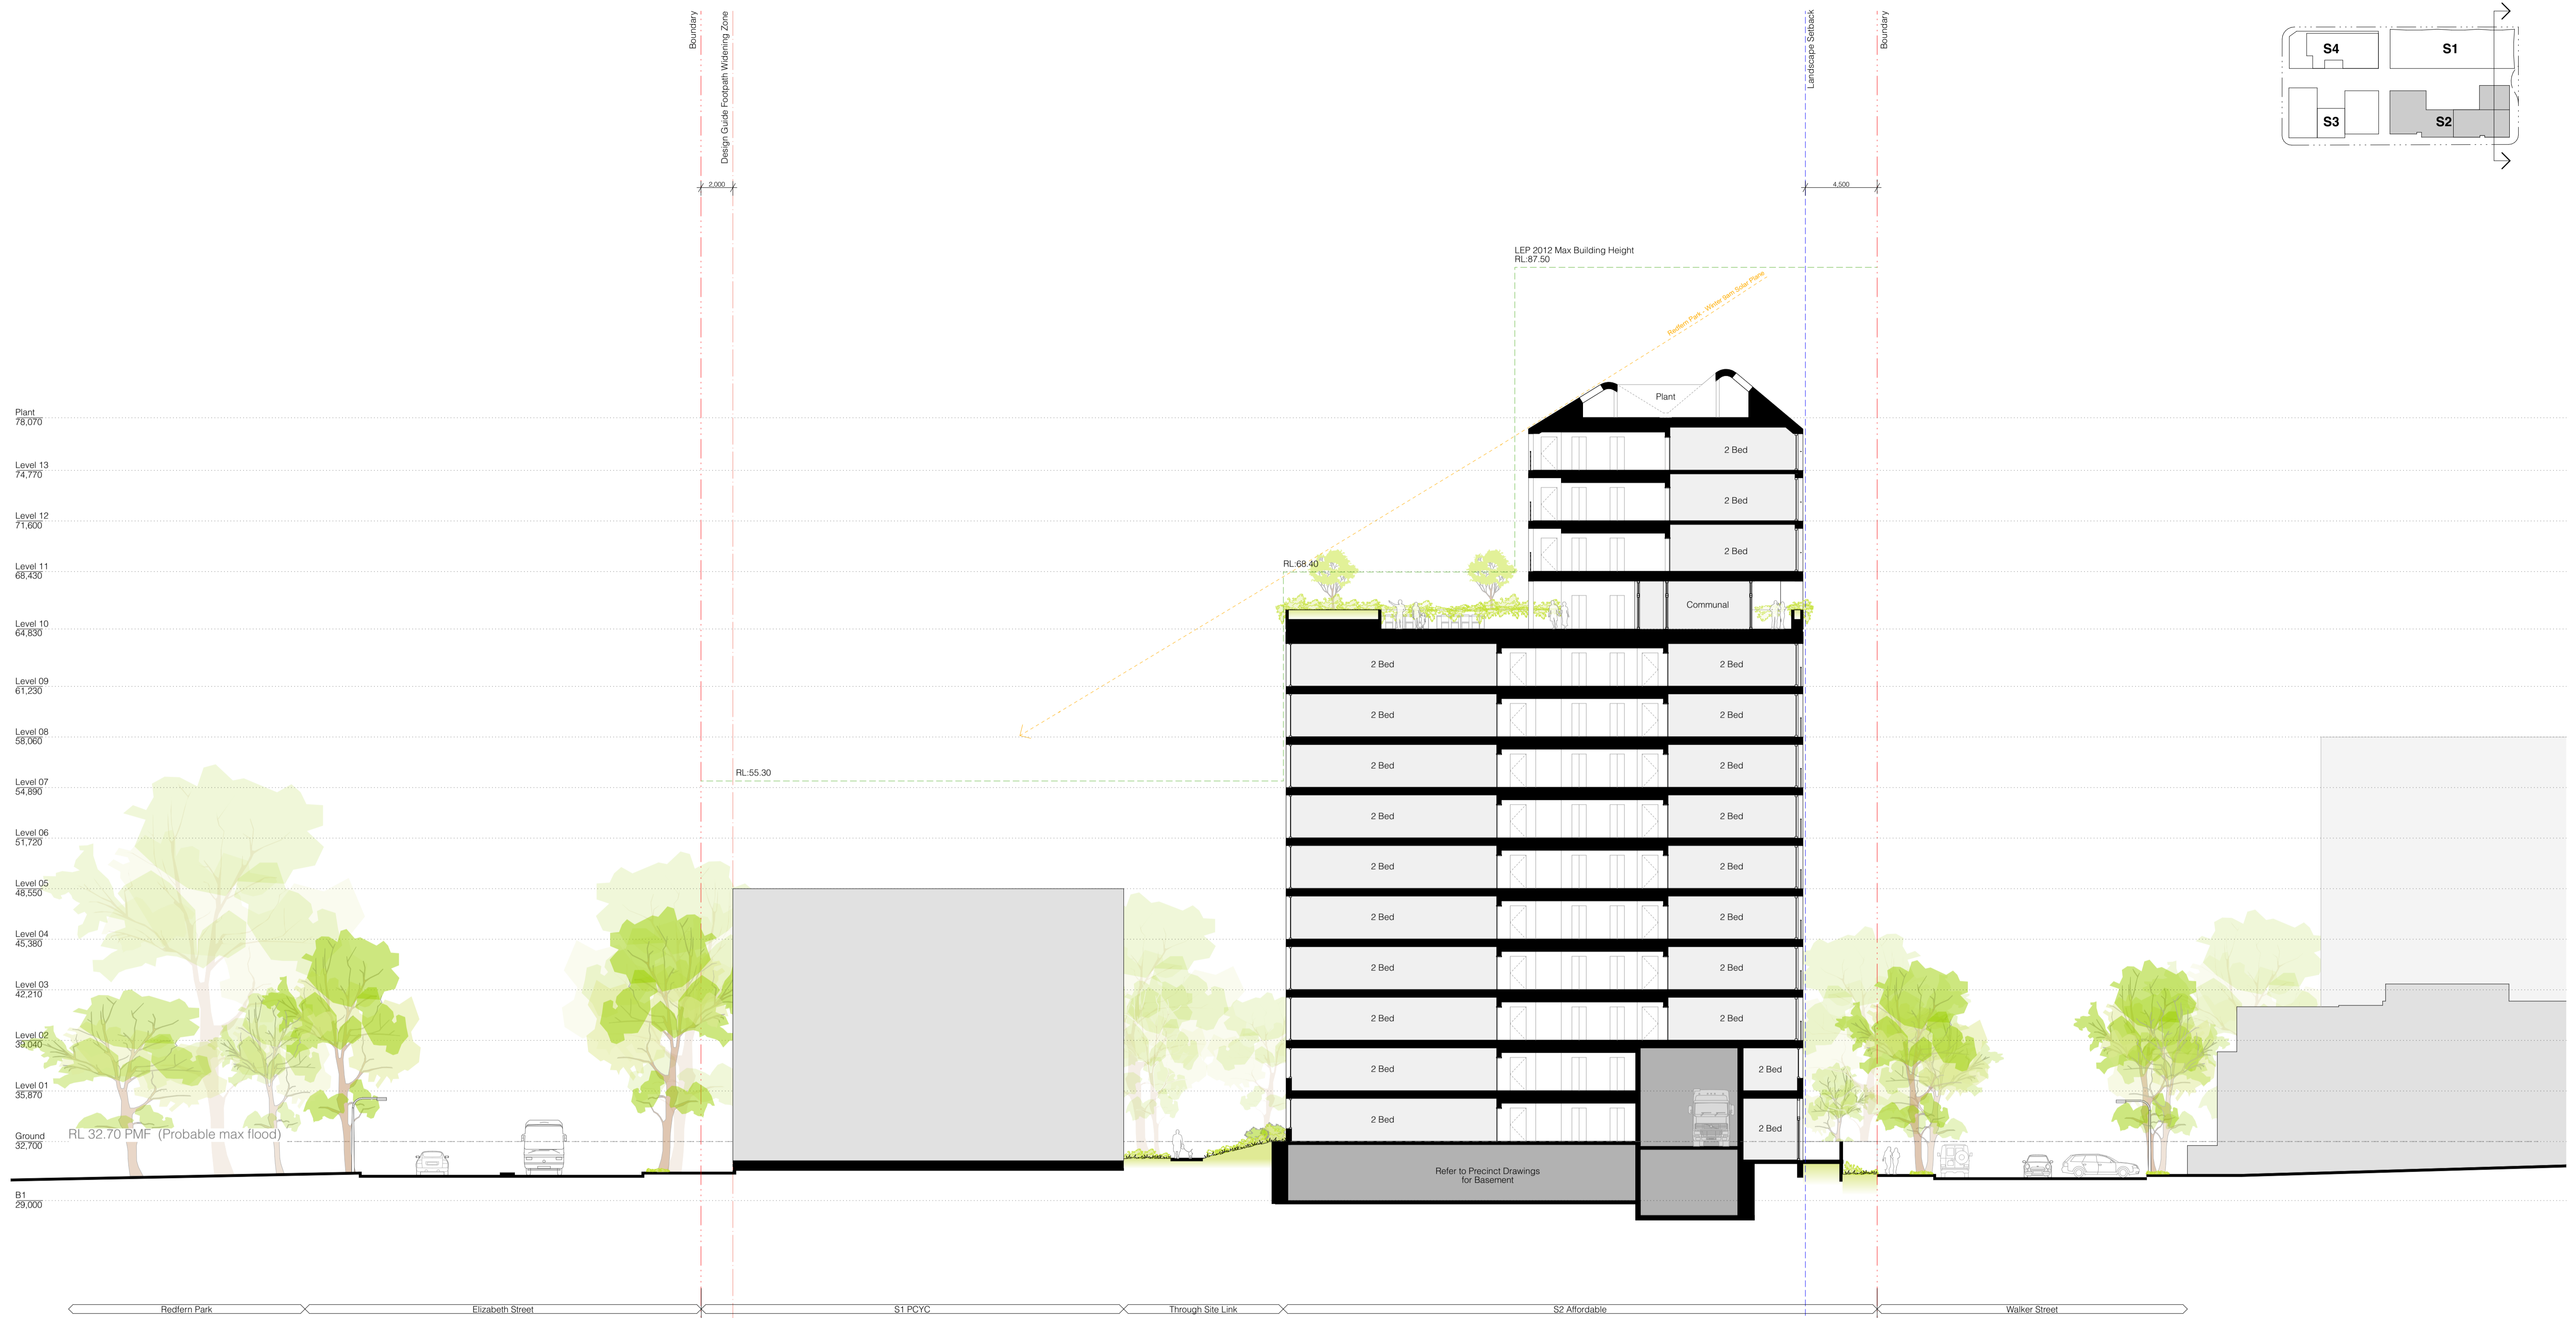 Boundary
Design Guide Footpath Widening Zone
Landscape Setback
Boundary
S4
S1
S3
S2
2,000
4,500
LEP 2012 Max Building Height
RL:87.50
Redfern Park - Winter 9am Solar Plane
Plant
78,070
Plant
Level 13
74,770
2 Bed
Level 12
71,600
2 Bed
Level 11
68,430
2 Bed
RL:68.40
Level 10
64,830
Communal
Level 09
61,230
2 Bed
2 Bed
Level 08
58,060
2 Bed
2 Bed
Level 07
54,890
RL:55.30
2 Bed
2 Bed
Level 06
51,720
2 Bed
2 Bed
Level 05
48,550
2 Bed
2 Bed
Level 04
45,380
2 Bed
2 Bed
Level 03
42,210
2 Bed
2 Bed
Level 02
39,040
2 Bed
2 Bed
Level 01
35,870
2 Bed
2 Bed
Ground
32,700
RL 32.70 PMF (Probable max flood)
2 Bed
2 Bed
B1
29,000
Refer to Precinct Drawings
for Basement
Redfern Park
Elizabeth Street
S1 PCYC
Through Site Link
S2 Affordable
Walker Street